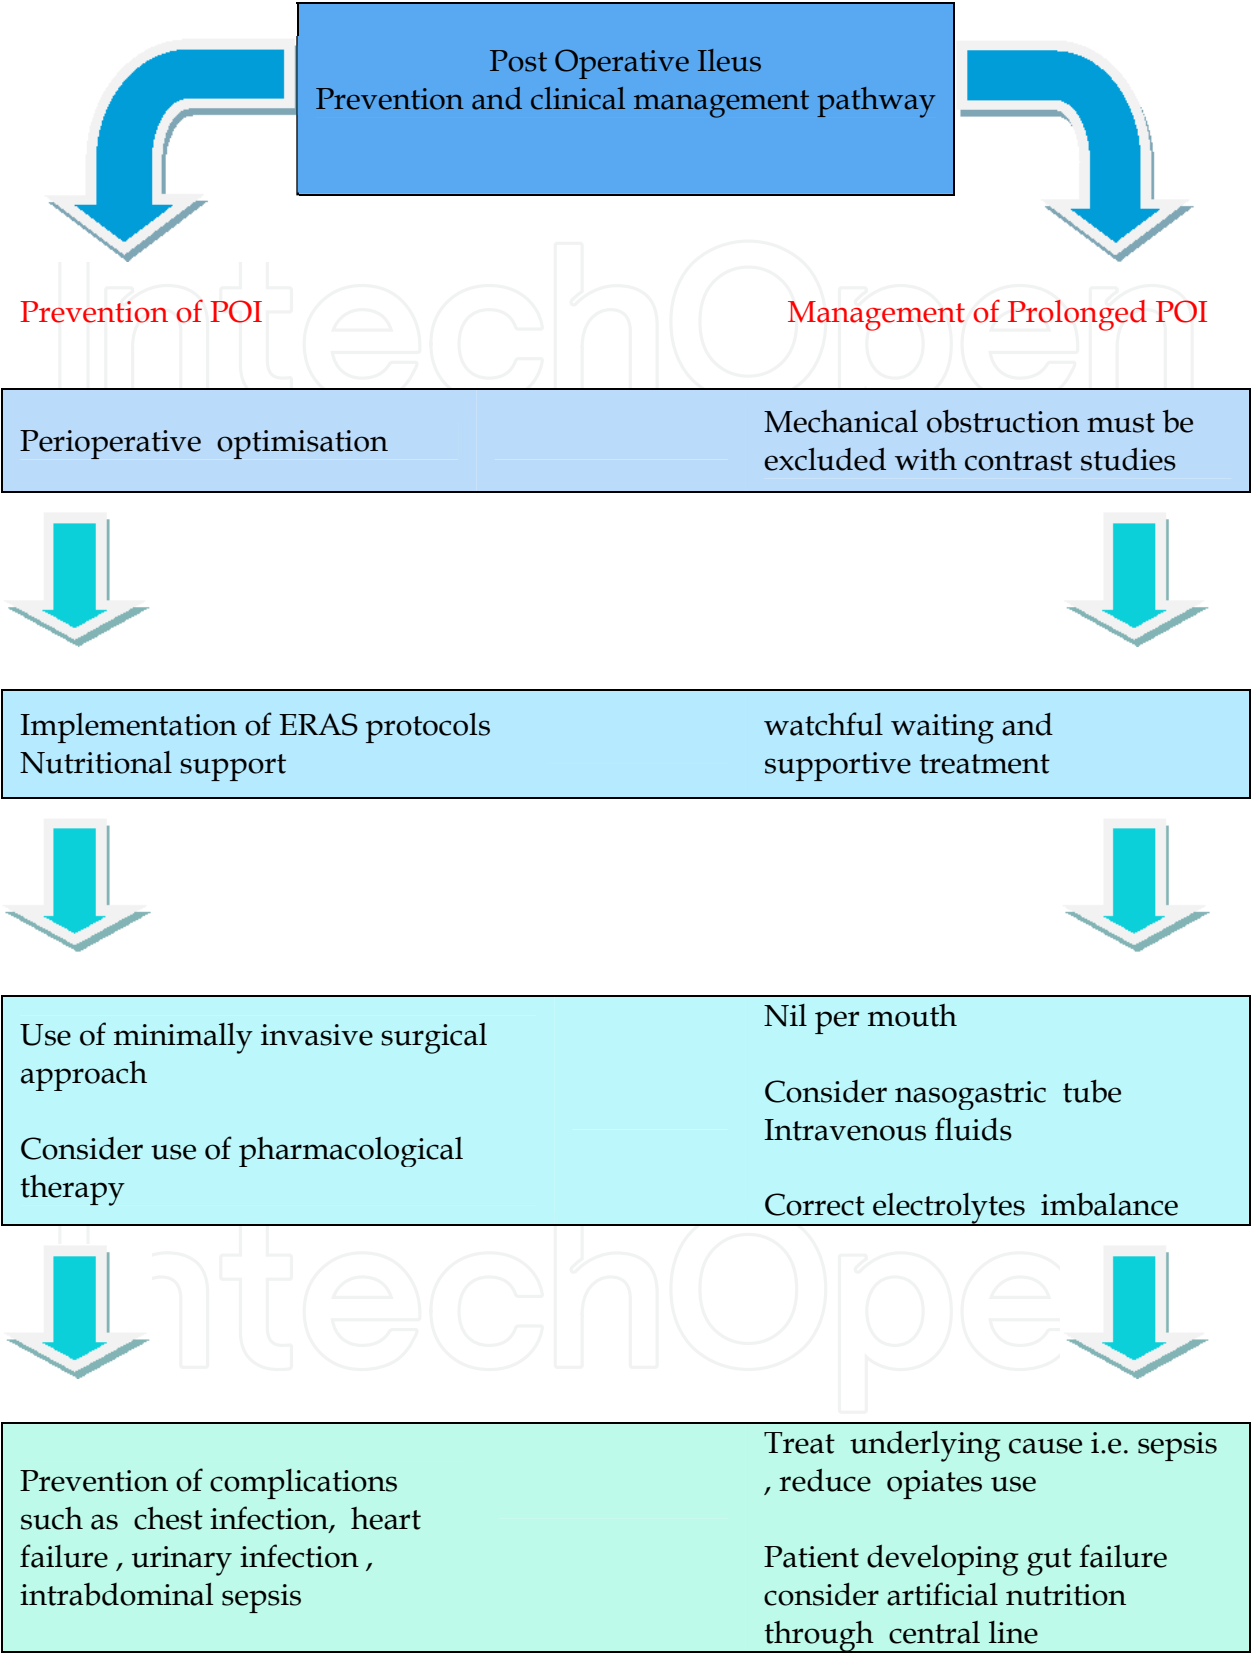 Post Operative Ileus
Prevention and clinical management pathway
Prevention of POI
Management of Prolonged POI
Perioperative optimisation
Mechanical obstruction must be
excluded with contrast studies
Implementation of ERAS protocols
Nutritional support
watchful waiting and
supportive treatment
Use of minimally invasive surgical
approach
Consider use of pharmacological
therapy
Nil per mouth
Consider nasogastric tube
Intravenous fluids
Correct electrolytes imbalance
Prevention of complications
such as chest infection, heart
failure , urinary infection ,
intrabdominal sepsis
Treat underlying cause i.e. sepsis
, reduce opiates use
Patient developing gut failure
consider artificial nutrition
through central line
IntechOpen
IntechOpe